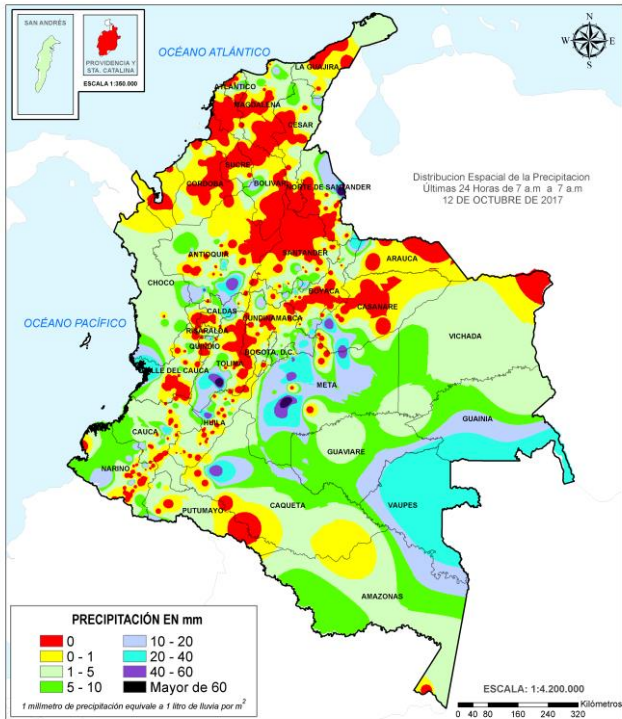 SAN ANDRÉS
PROVIDENCIA Y
STA. CATALINA
ESCALA 1:360.000
OCÉANO ATLÁNTICO
N
W
E
S
LA GUAJIRA
ATLÁNTICO
MAGDALENA
CESAR
SUCRE
CORDOBA
BOLIVAR
NORTE DE SANTANDER
Distribucion Espacial de la Precipitacion
Últimas 24 Horas de 7 a.m a 7 a.m
12 DE OCTUBRE DE 2017
ANTIOQUIA
SANTANDER
ARAUCA
CHOCO
BOYACA
CASANARE
CALDAS
OCÉANO PACÍFICO
CUNDINAMARCA
RISARALDA
VICHADA
QUINDIO
BOGOTA, D.C.
TOLIMA
VALLE DEL CAUCA
META
GUAINIA
CAUCA
HUILA
GUAVIARE
NARIÑO
CAQUETA
VAUPES
PUTUMAYO
AMAZONAS
PRECIPITACIÓN EN mm
0
10 - 20
0 - 1
20 - 40
1 - 5
40 - 60
5 - 10
Mayor de 60
1 milímetro de precipitación equivale a 1 litro de lluvia por m²
ESCALA: 1:4.200.000
Kilómetros
0 40 80 160 240 320